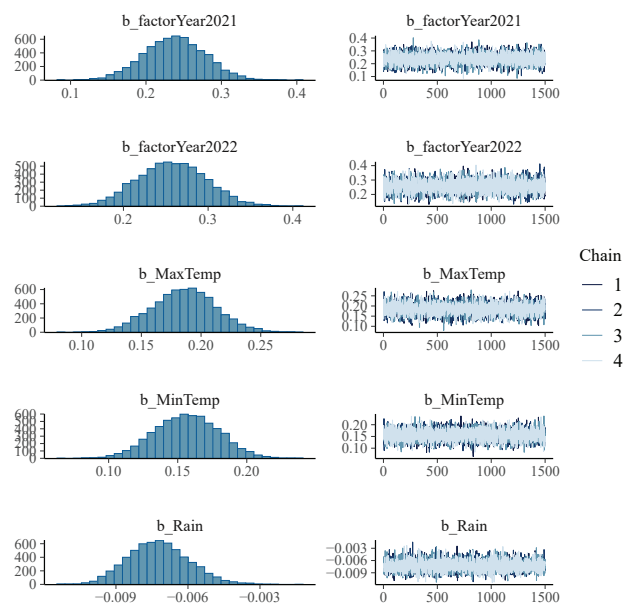 b_factorYear2021
600
400
200
0
0.1 0.2 0.3 0.4
b_factorYear2021
0.4
0.3
0.2
0.1
0 500 1000 1500
b_factorYear2022
500
400
300
200
100
0
0.2 0.3 0.4
b_factorYear2022
0.4
0.3
0.2
0 500 1000 1500
b_MaxTemp
600
400
200
0
0.10 0.15 0.20 0.25
b_MaxTemp
0.25
0.20
0.15
0.10
0 500 1000 1500
b_MinTemp
600
500
400
300
200
100
0
0.10 0.15 0.20
b_MinTemp
0.20
0.15
0.10
0 500 1000 1500
b_Rain
600
400
200
0
−0.009 −0.006 −0.003
b_Rain
−0.003
−0.006
−0.009
0 500 1000 1500
Chain
1
2
3
4